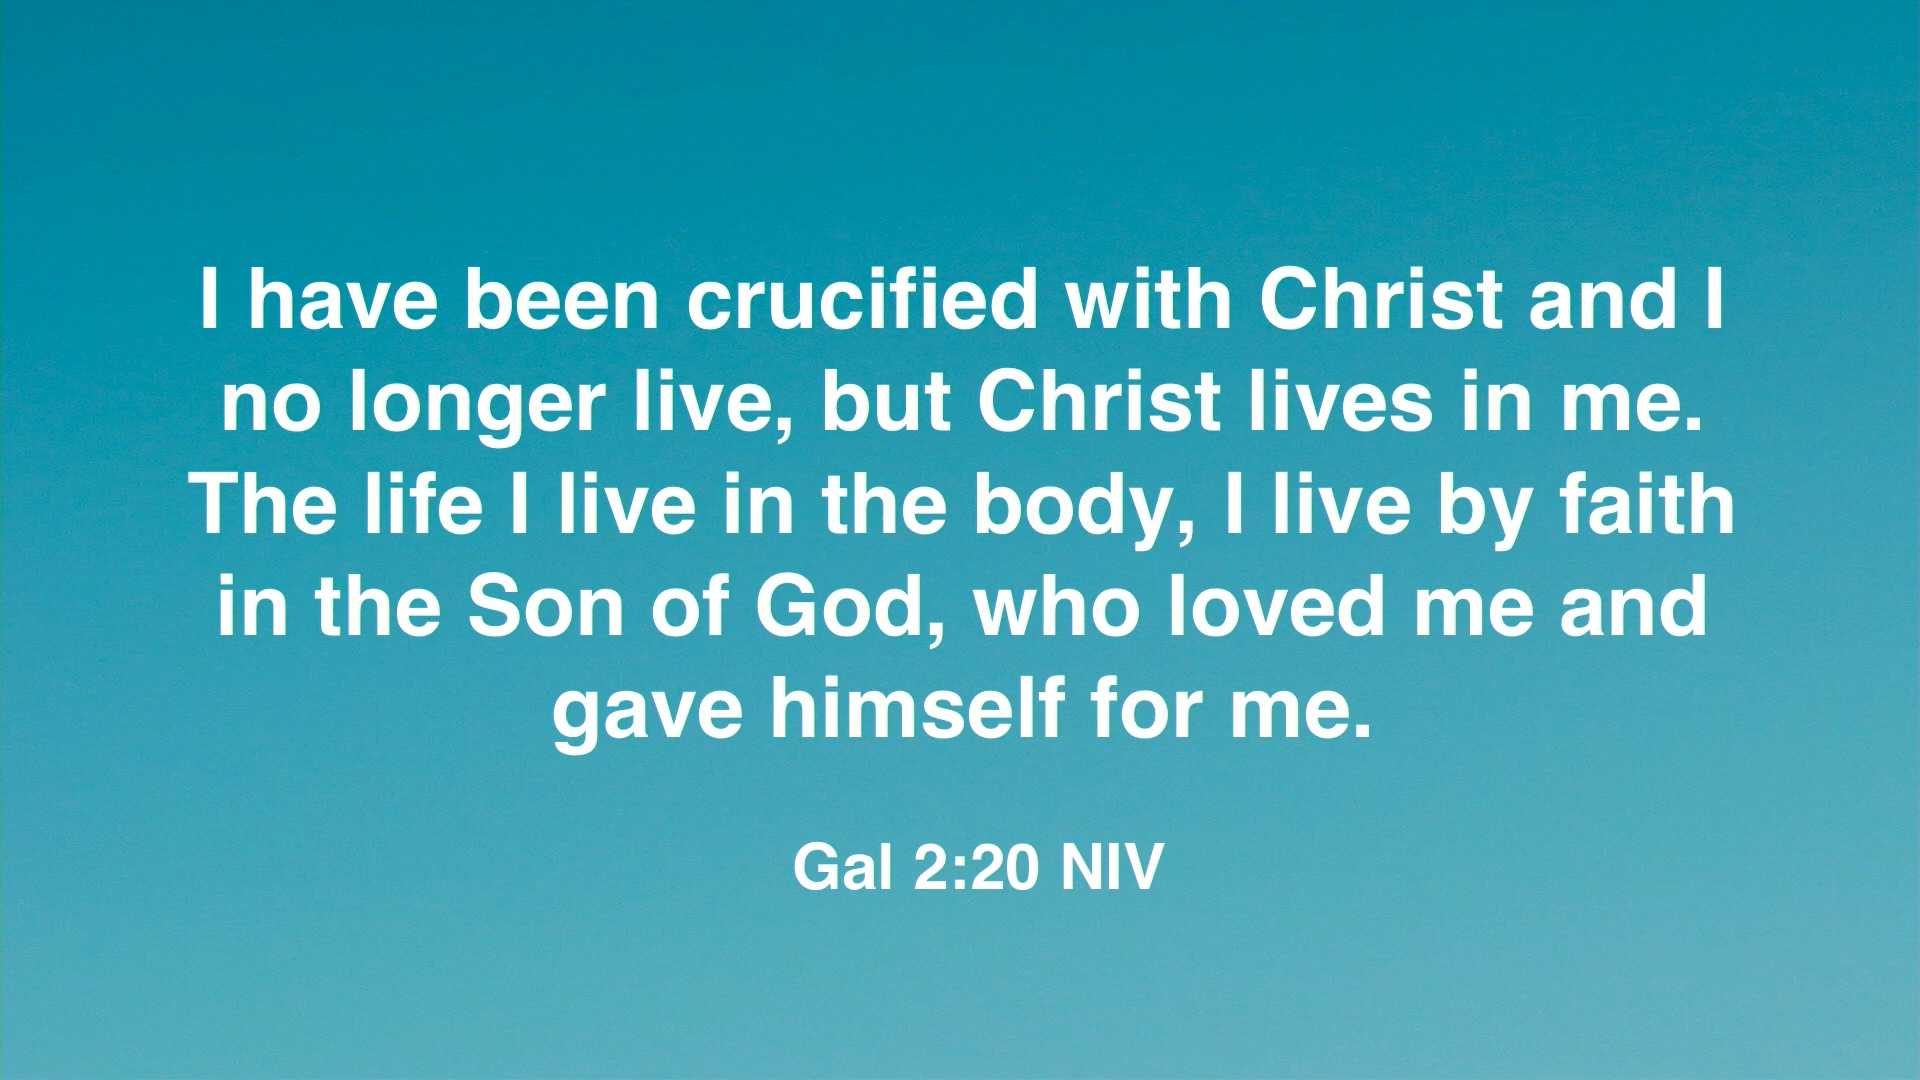 I have been crucified with Christ and I
no longer live, but Christ lives in me.
The life I live in the body, I live by faith
in the Son of God, who loved me and
gave himself for me.
Gal 2:20 NIV